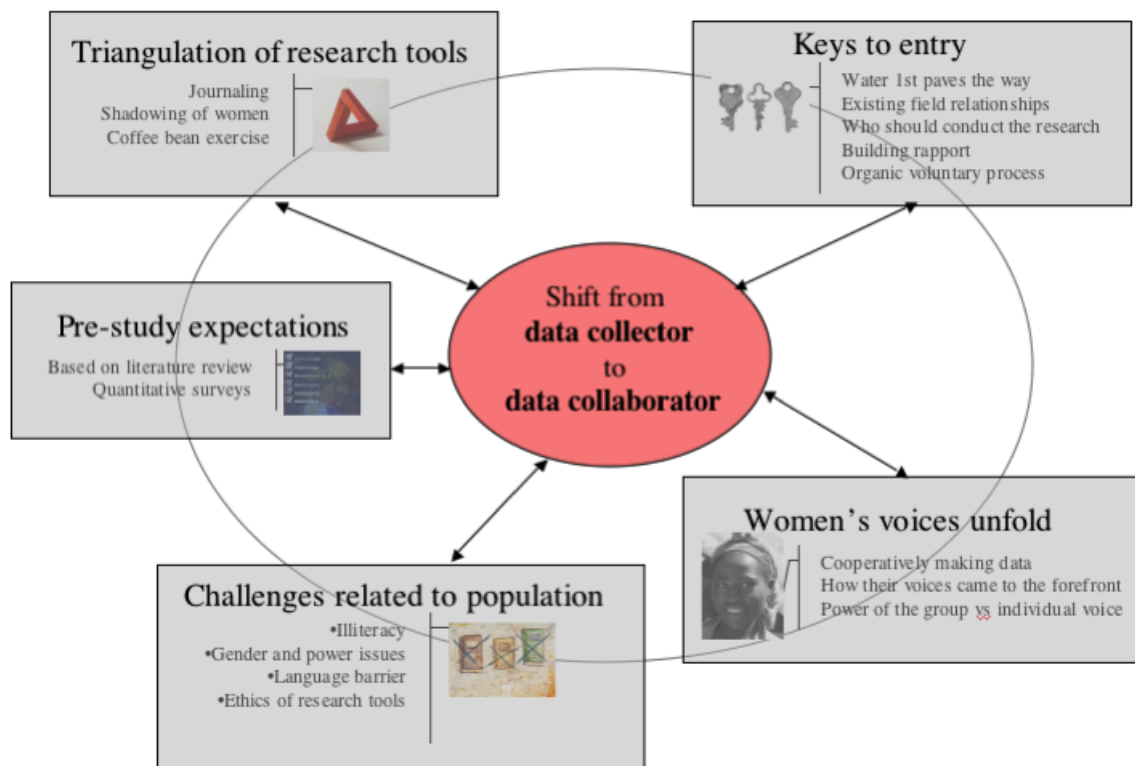 Triangulation of research tools
Journaling
Shadowing of women
Coffee bean exercise
Keys to entry
Water 1st paves the way
Existing field relationships
Who should conduct the research
Building rapport
Organic voluntary process
Pre-study expectations
Based on literature review
Quantitative surveys
Shift from
data collector
to
data collaborator
Women's voices unfold
Cooperatively making data
How their voices came to the forefront
Power of the group vs individual voice
Challenges related to population
•Illiteracy
•Gender and power issues
•Language barrier
•Ethics of research tools